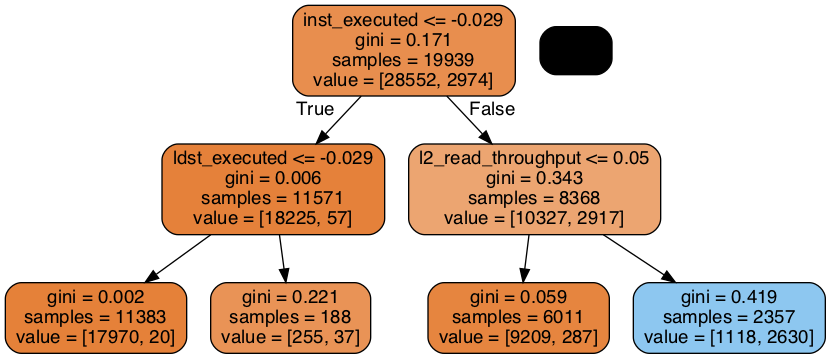 inst_executed <= -0.029
gini = 0.171
samples = 19939
value = [28552, 2974]
True
False
ldst_executed <= -0.029
gini = 0.006
samples = 11571
value = [18225, 57]
l2_read_throughput <= 0.05
gini = 0.343
samples = 8368
value = [10327, 2917]
gini = 0.002
samples = 11383
value = [17970, 20]
gini = 0.221
samples = 188
value = [255, 37]
gini = 0.059
samples = 6011
value = [9209, 287]
gini = 0.419
samples = 2357
value = [1118, 2630]